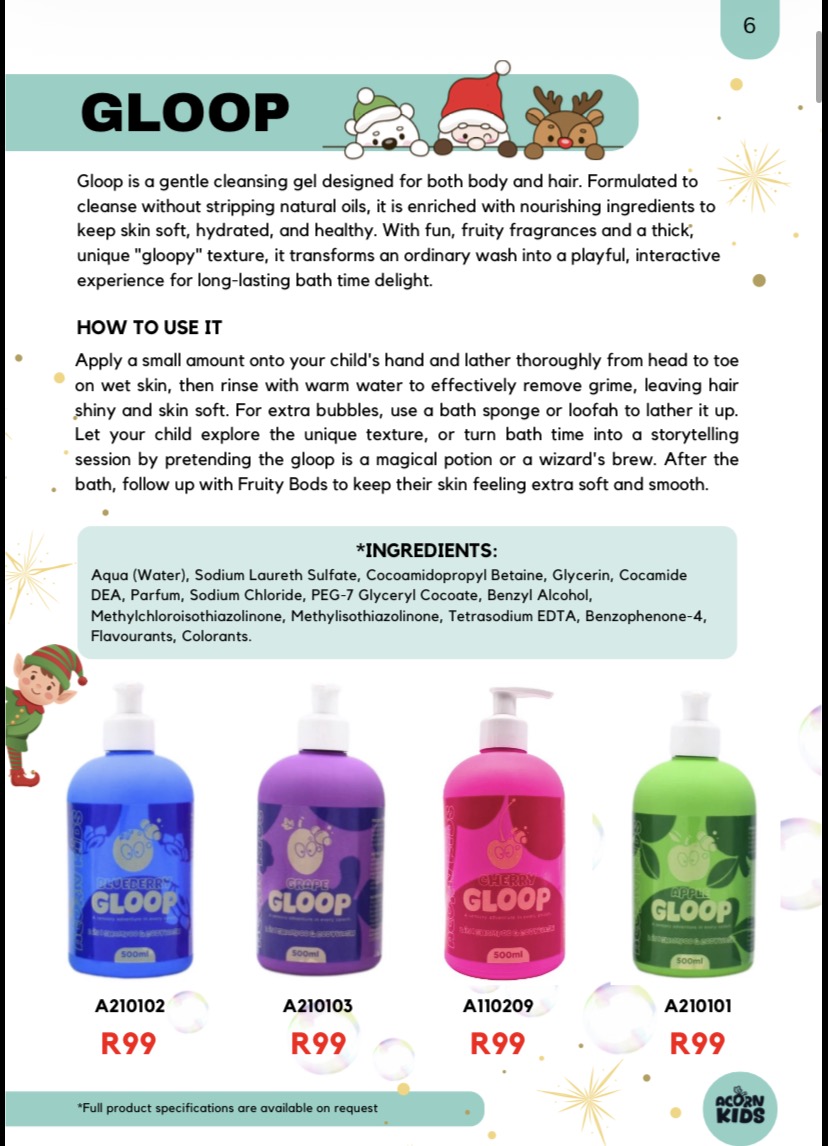 6
GLOOP
Gloop is a gentle cleansing gel designed for both body and hair. Formulated to
cleanse without stripping natural oils, it is enriched with nourishing ingredients to
keep skin soft, hydrated, and healthy. With fun, fruity fragrances and a thick,
unique "gloopy" texture, it transforms an ordinary wash into a playful, interactive
experience for long-lasting bath time delight.
HOW TO USE IT
Apply a small amount onto your child's hand and lather thoroughly from head to toe
on wet skin, then rinse with warm water to effectively remove grime, leaving hair
shiny and skin soft. For extra bubbles, use a bath sponge or loofah to lather it up.
Let your child explore the unique texture, or turn bath time into a storytelling
session by pretending the gloop is a magical potion or a wizard's brew. After the
bath, follow up with Fruity Bods to keep their skin feeling extra soft and smooth.
*INGREDIENTS:
Aqua (Water), Sodium Laureth Sulfate, Cocoamidopropyl Betaine, Glycerin, Cocamide
DEA, Parfum, Sodium Chloride, PEG-7 Glyceryl Cocoate, Benzyl Alcohol,
Methylchloroisothiazolinone, Methylisothiazolinone, Tetrasodium EDTA, Benzophenone-4,
Flavourants, Colorants.
BLUEBERRY
GLOOP
500ml
GRAPE
GLOOP
500ml
CHERRY
GLOOP
500ml
APPLE
GLOOP
500ml
A210102
A210103
A110209
A210101
R99
R99
R99
R99
*Full product specifications are available on request
ACORN
KIDS